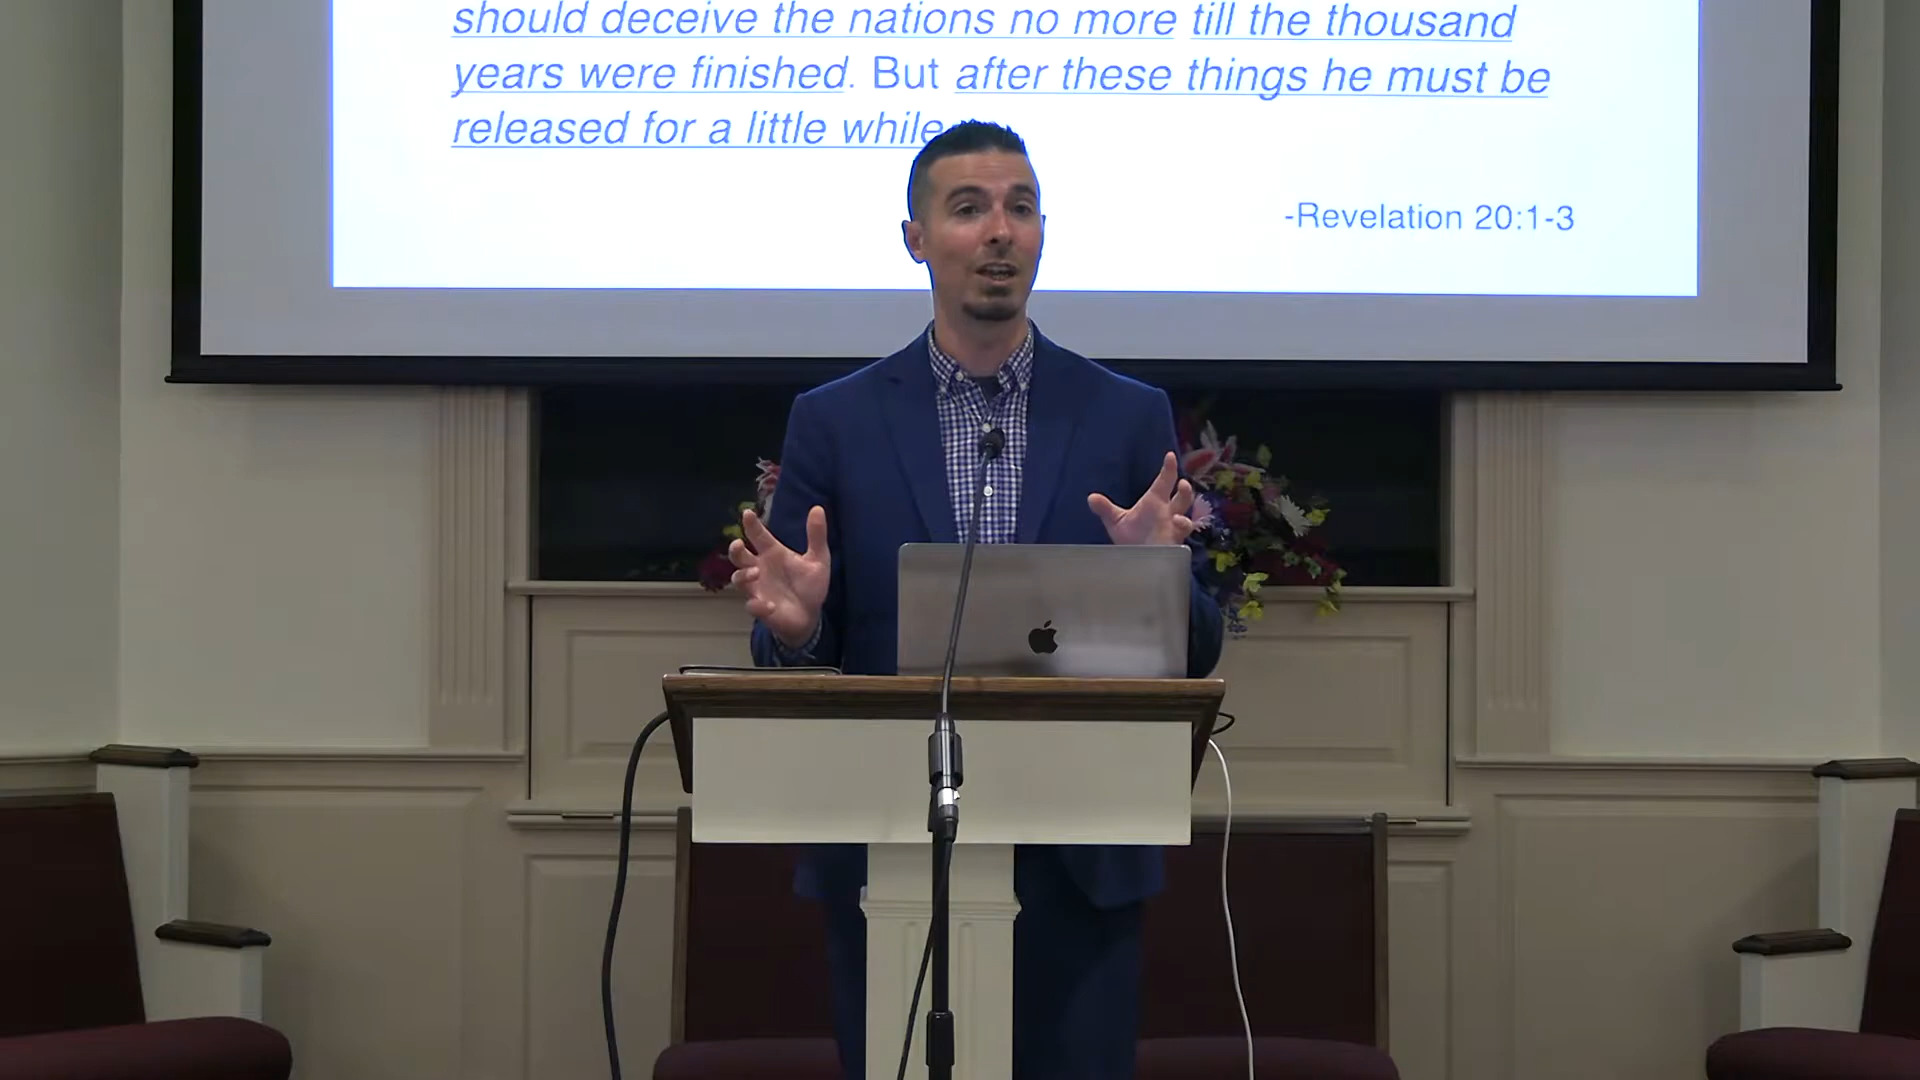 should deceive the nations no more till the thousand
years were finished. But after these things he must be
released for a little while
-Revelation 20:1-3